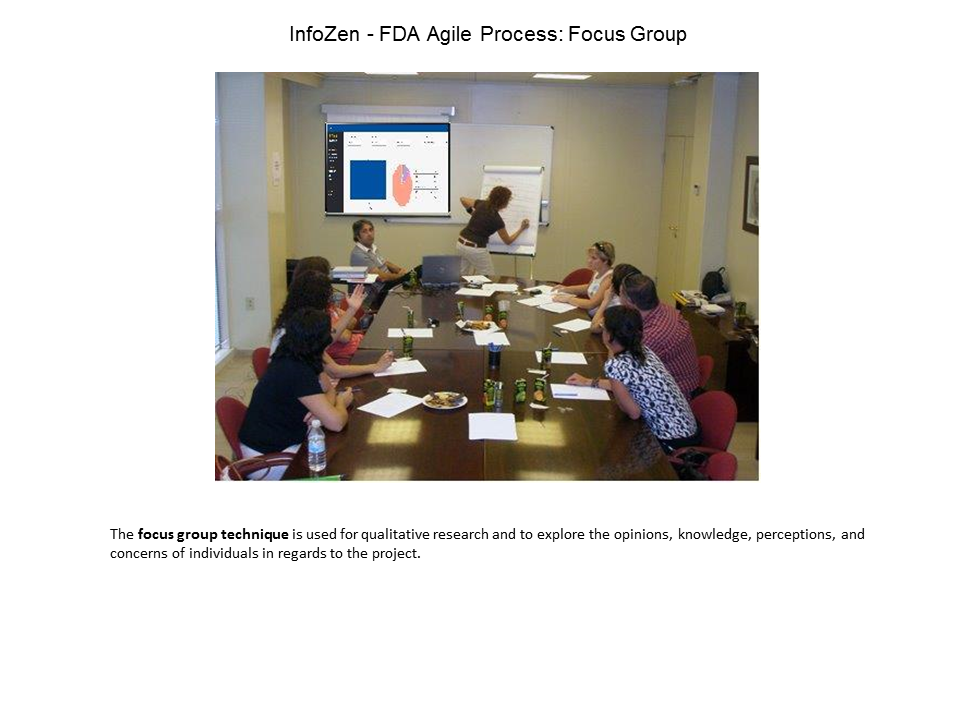 InfoZen - FDA Agile Process: Focus Group
The focus group technique is used for qualitative research and to explore the opinions, knowledge, perceptions, and
concerns of individuals in regards to the project.